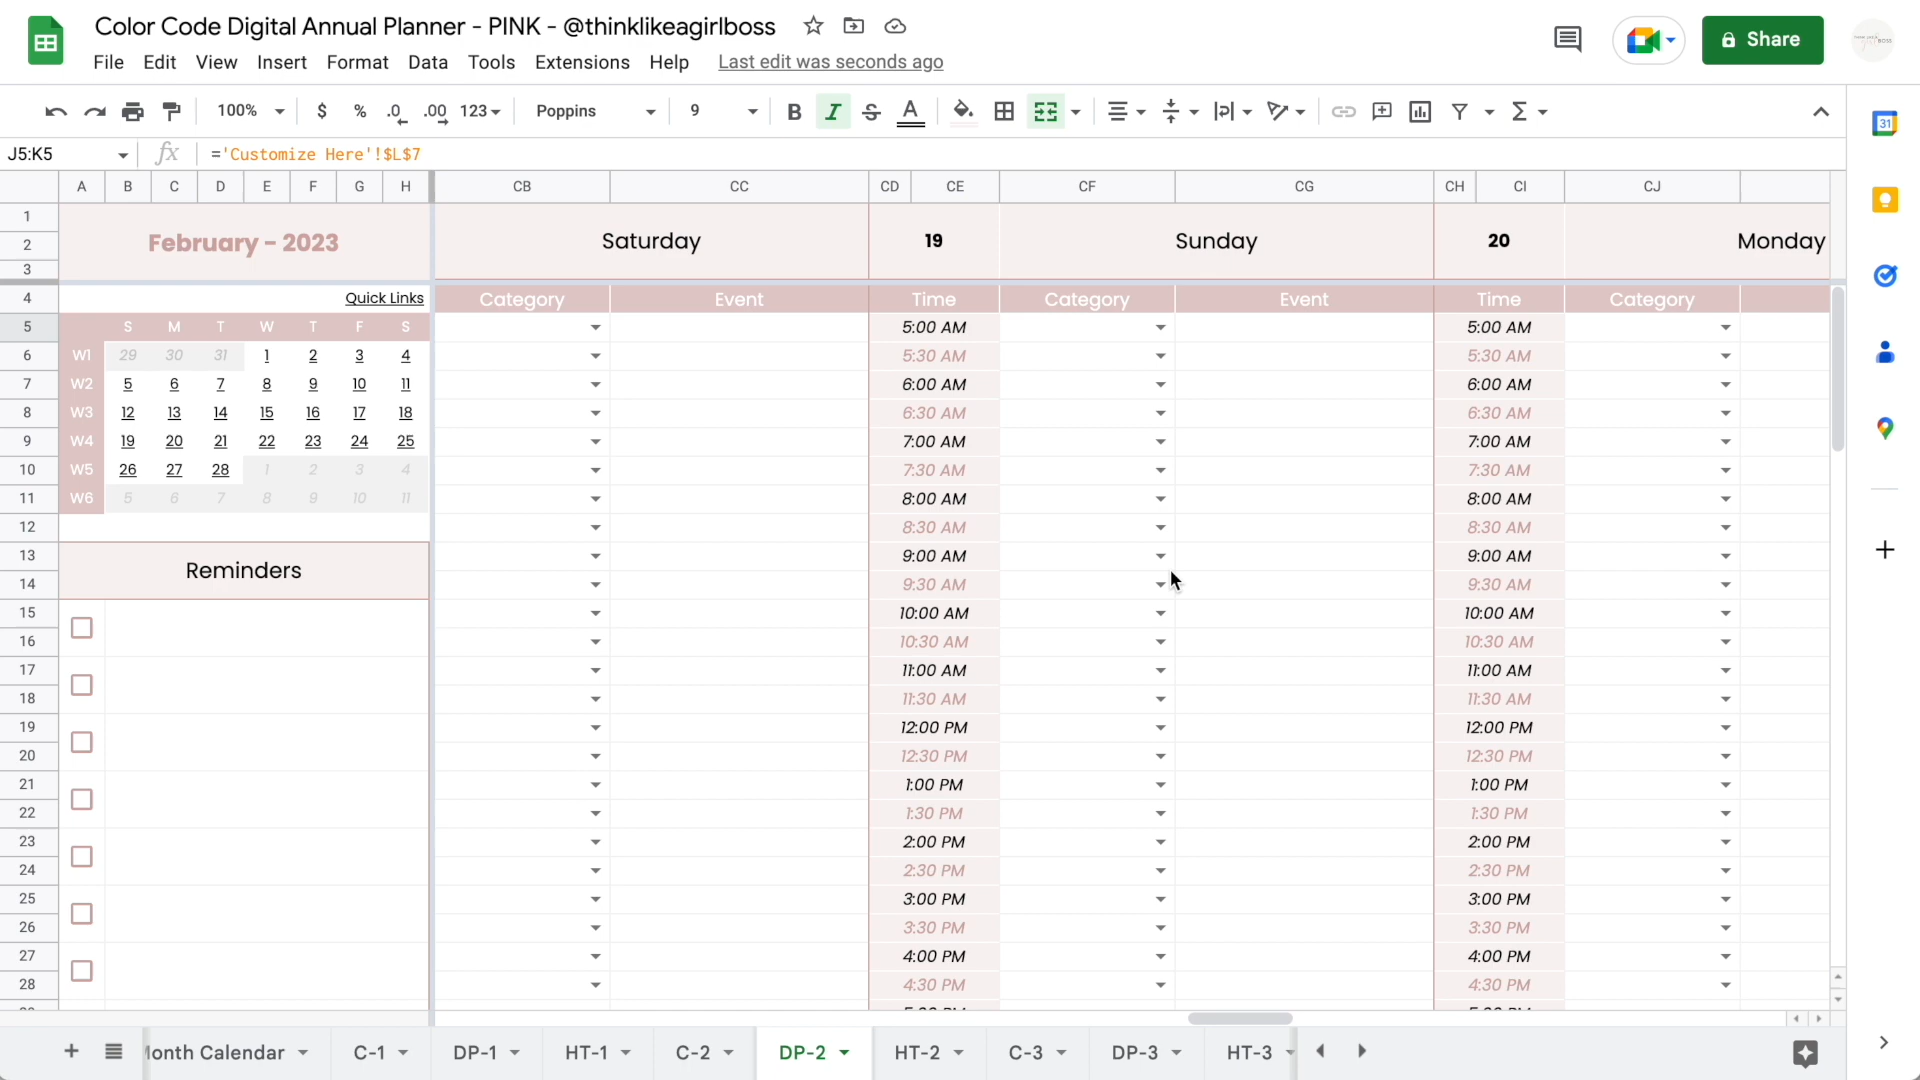 Color Code Digital Annual Planner - PINK - @thinklikeagirlboss
Share
File Edit View Insert Format Data Tools Extensions Help Last edit was seconds ago
100% $ % .0 .00 123 Poppins 9 B I S A
31
J5:K5 fx ='Customize Here'!$L$7
A B C D E F G H CB CC CD CE CF CG CH CI CJ
1
2 February - 2023 Saturday 19 Sunday 20 Monday
3
4 Quick Links Category Event Time Category Event Time Category
5 S M T W T F S 5:00 AM 5:00 AM
6 W1 29 30 31 1 2 3 4 5:30 AM 5:30 AM
7 W2 5 6 7 8 9 10 11 6:00 AM 6:00 AM
8 W3 12 13 14 15 16 17 18 6:30 AM 6:30 AM
9 W4 19 20 21 22 23 24 25 7:00 AM 7:00 AM
10 W5 26 27 28 1 2 3 4 7:30 AM 7:30 AM
11 W6 5 6 7 8 9 10 11 8:00 AM 8:00 AM
12 8:30 AM 8:30 AM
13 9:00 AM 9:00 AM
Reminders
14 9:30 AM 9:30 AM
15 10:00 AM 10:00 AM
16 10:30 AM 10:30 AM
17 11:00 AM 11:00 AM
18 11:30 AM 11:30 AM
19 12:00 PM 12:00 PM
20 12:30 PM 12:30 PM
21 1:00 PM 1:00 PM
22 1:30 PM 1:30 PM
23 2:00 PM 2:00 PM
24 2:30 PM 2:30 PM
25 3:00 PM 3:00 PM
26 3:30 PM 3:30 PM
27 4:00 PM 4:00 PM
28 4:30 PM 4:30 PM
Calendar C-1 DP-1 HT-1 C-2 DP-2 HT-2 C-3 DP-3 HT-3